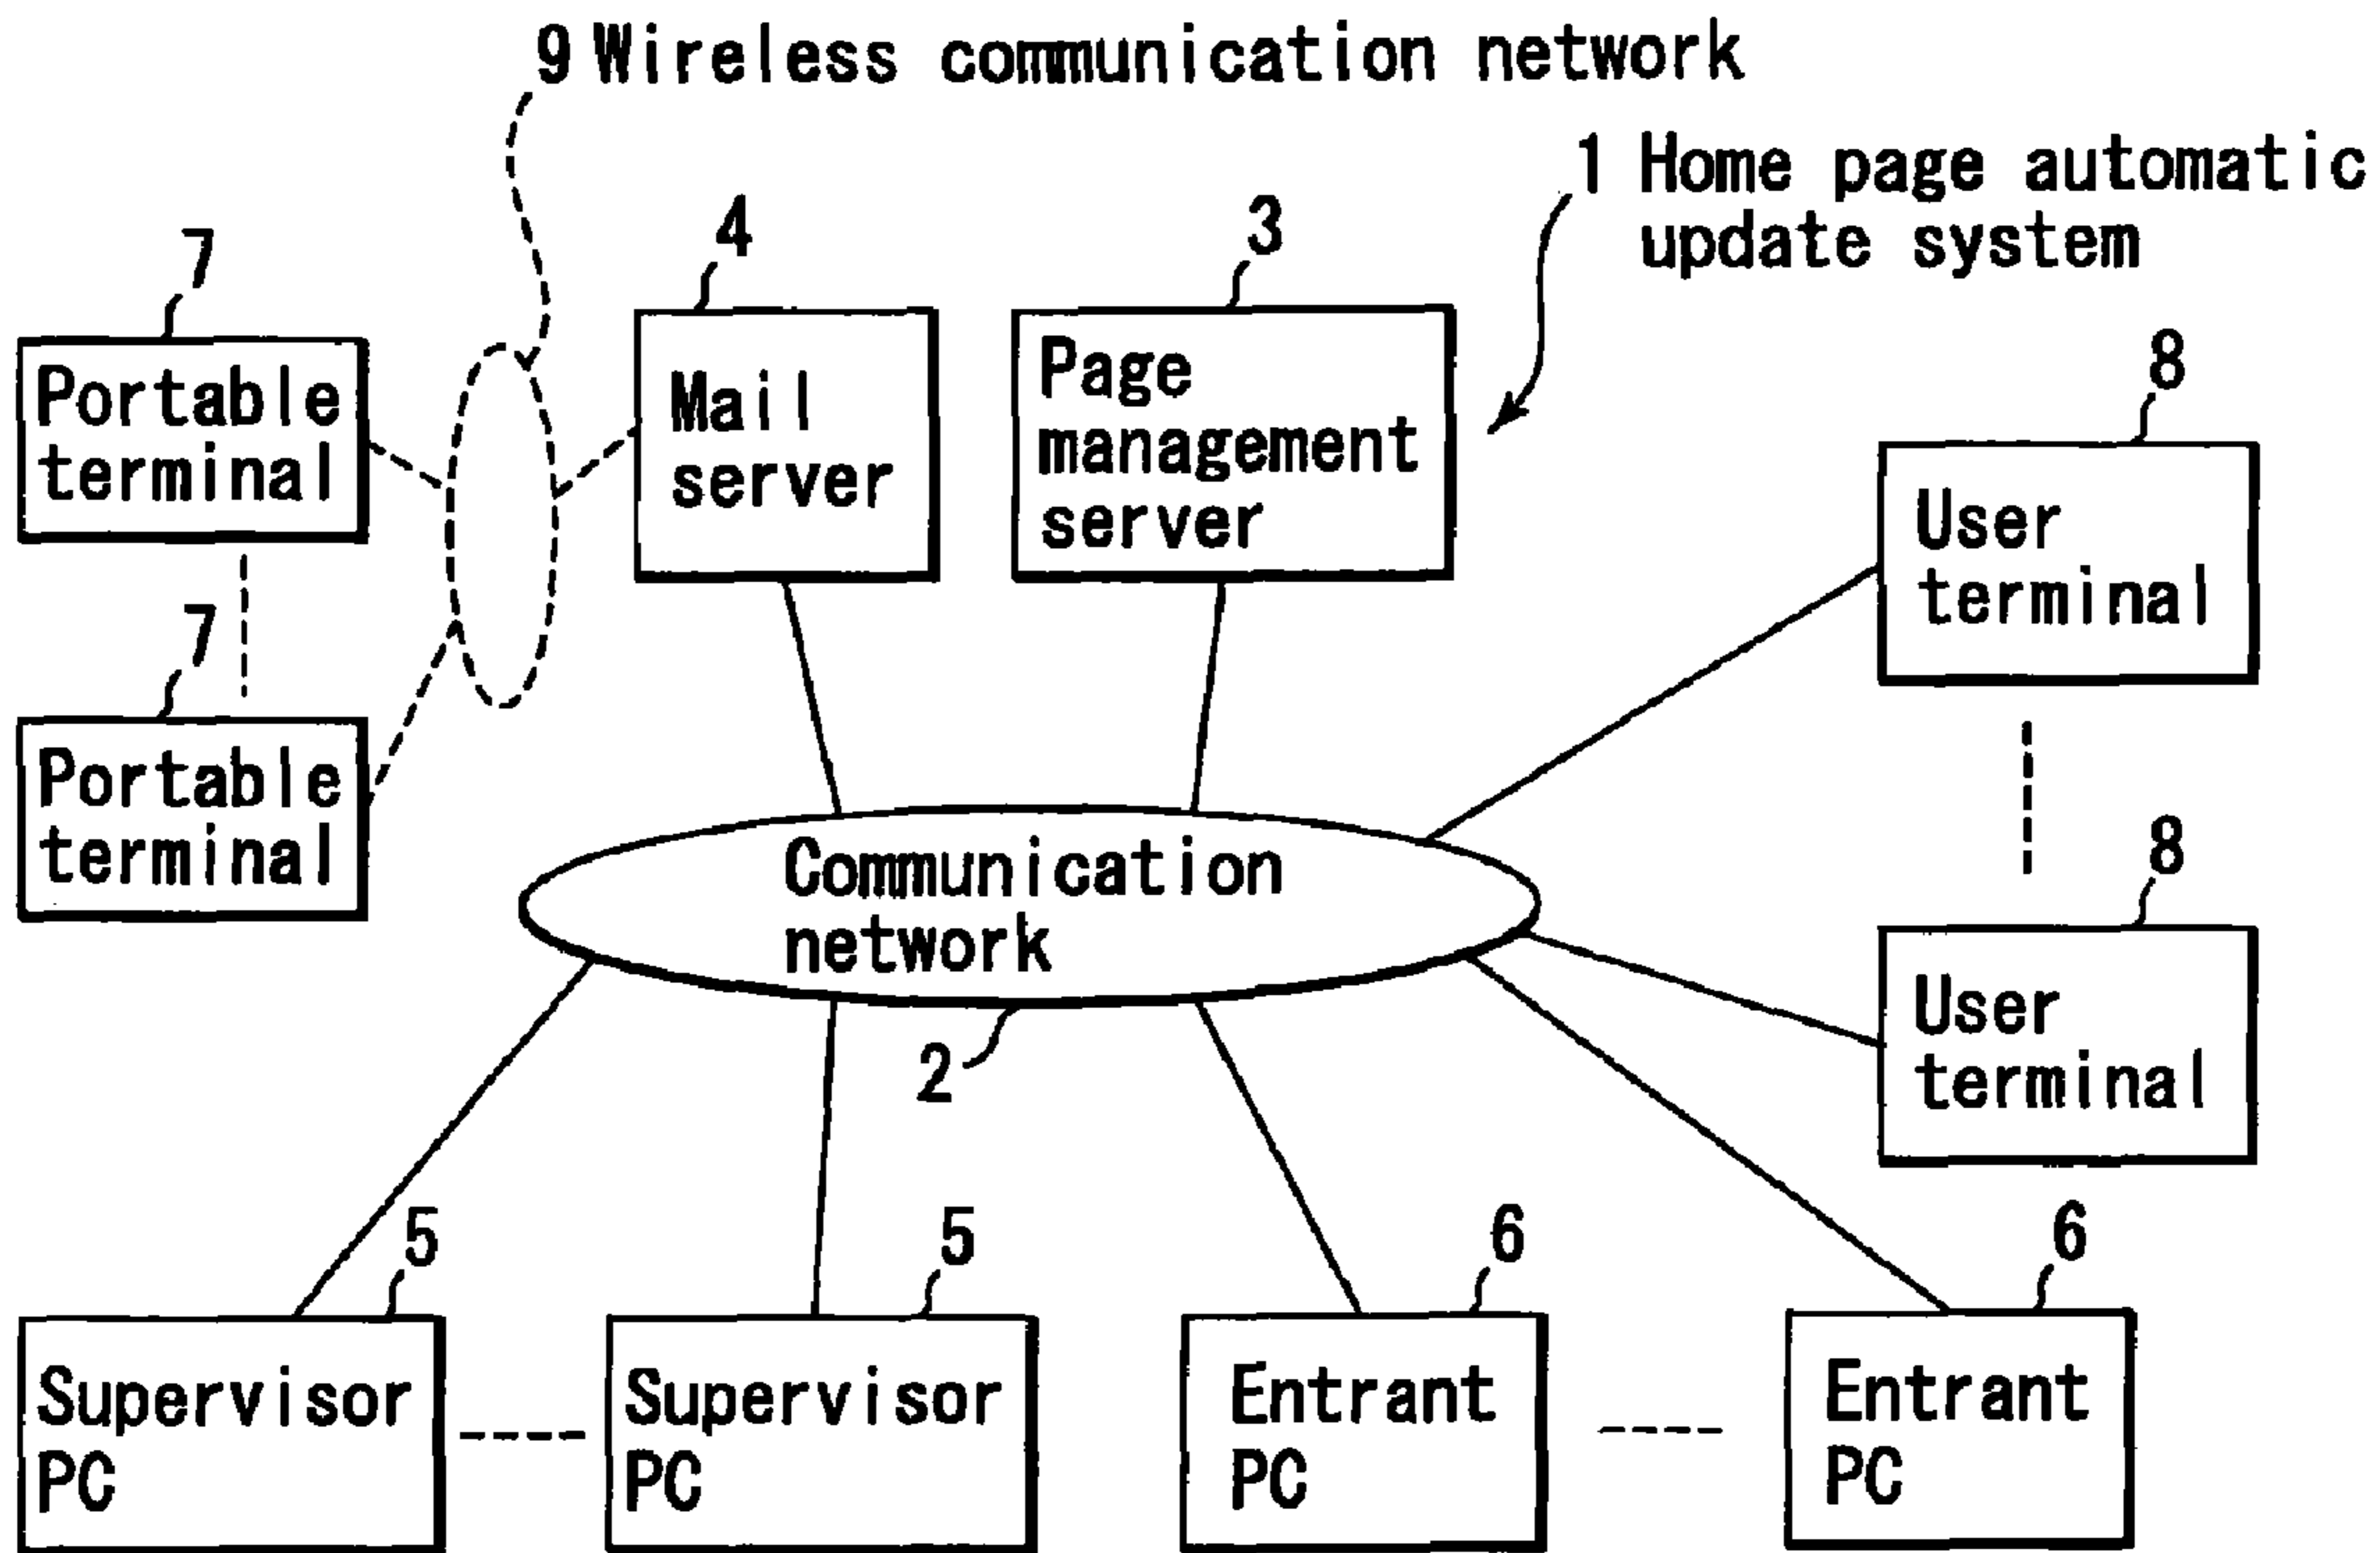 9 Wireless communication network
1 Home page automatic
update system
4
3
7
Portable
terminal
Mail
server
Page
management
server
8
User
terminal
7
Portable
terminal
Communication
network
2
8
User
terminal
5
Supervisor
PC
5
Supervisor
PC
6
Entrant
PC
6
Entrant
PC